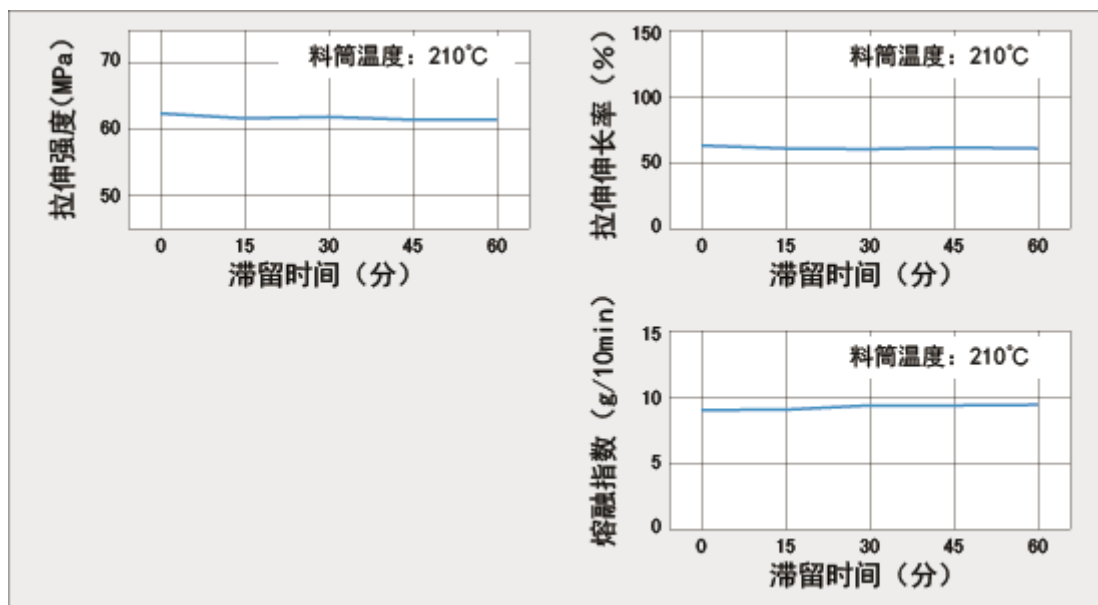 拉伸强度(MPa)
料筒温度：210℃
70
60
50
0 15 30 45 60
滞留时间（分）
拉伸伸长率（%）
料筒温度：210℃
150
100
50
0
0 15 30 45 60
滞留时间（分）
熔融指数（g/10min）
料筒温度：210℃
15
10
5
0
0 15 30 45 60
滞留时间（分）